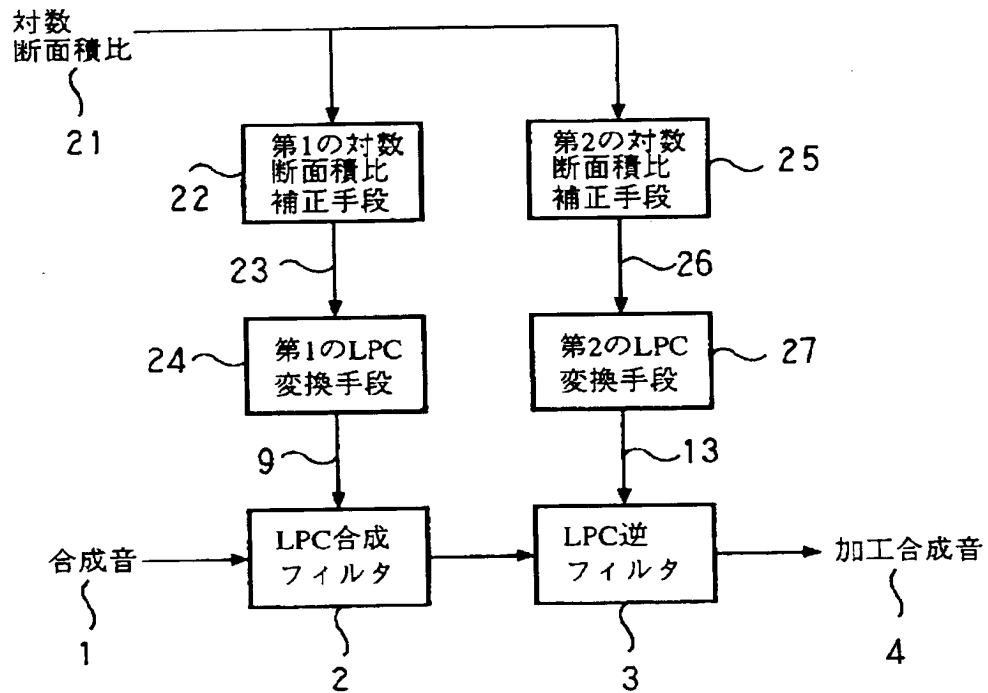 対数
断面積比
21
第1の対数
断面積比
補正手段
22
第2の対数
断面積比
補正手段
25
23
26
第1のLPC
変換手段
24
第2のLPC
変換手段
27
9
13
合成音
1
LPC合成
フィルタ
2
LPC逆
フィルタ
3
加工合成音
4